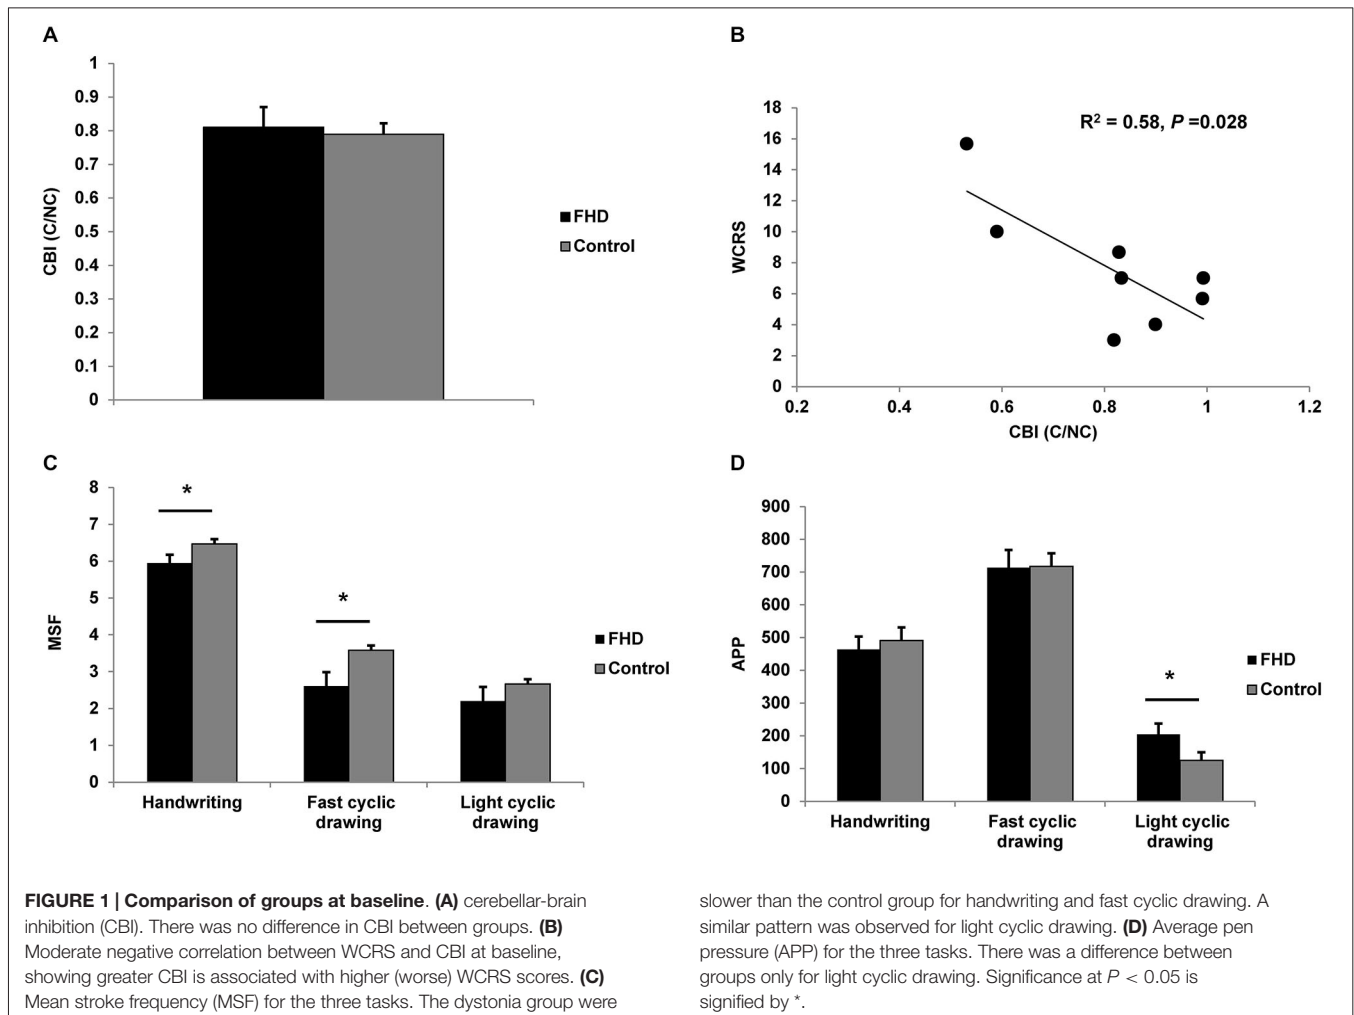 A
1
0.9
0.8
0.7
0.6
0.5
0.4
0.3
0.2
0.1
0
CBI (C/NC)
FHD
Control
B
18
16
14
12
10
8
6
4
2
0
WCRS
R² = 0.58, P =0.028
0.2 0.4 0.6 0.8 1 1.2
CBI (C/NC)
C
8
7
6
5
4
3
2
1
0
MSF
*
*
FHD
Control
Handwriting Fast cyclic drawing Light cyclic drawing
D
900
800
700
600
500
400
300
200
100
0
APP
*
FHD
Control
Handwriting Fast cyclic drawing Light cyclic drawing
FIGURE 1 | Comparison of groups at baseline. (A) cerebellar-brain
inhibition (CBI). There was no difference in CBI between groups. (B)
Moderate negative correlation between WCRS and CBI at baseline,
showing greater CBI is associated with higher (worse) WCRS scores. (C)
Mean stroke frequency (MSF) for the three tasks. The dystonia group were
slower than the control group for handwriting and fast cyclic drawing. A
similar pattern was observed for light cyclic drawing. (D) Average pen
pressure (APP) for the three tasks. There was a difference between
groups only for light cyclic drawing. Significance at P < 0.05 is
signified by *.